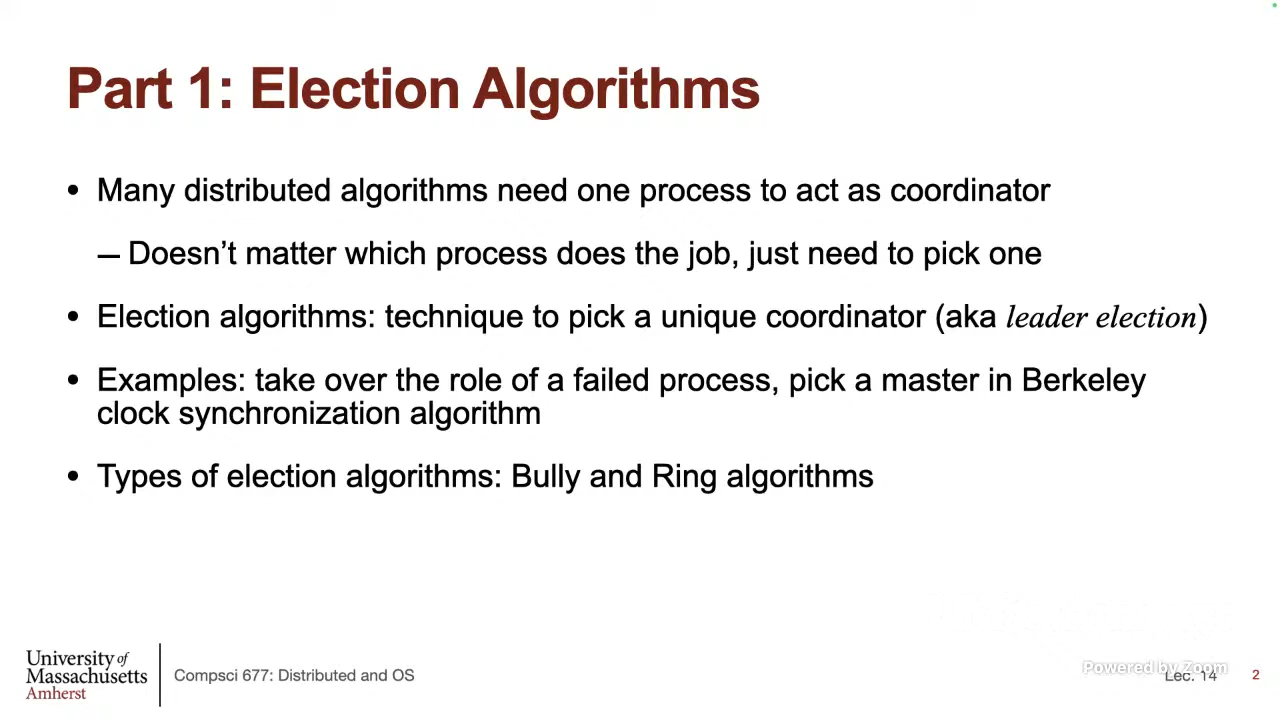 Part 1: Election Algorithms
• Many distributed algorithms need one process to act as coordinator
— Doesn’t matter which process does the job, just need to pick one
• Election algorithms: technique to pick a unique coordinator (aka leader election)
• Examples: take over the role of a failed process, pick a master in Berkeley
clock synchronization algorithm
• Types of election algorithms: Bully and Ring algorithms
University of
Massachusetts
Amherst
Compsci 677: Distributed and OS
Powered by Zoom
Lec. 14
2